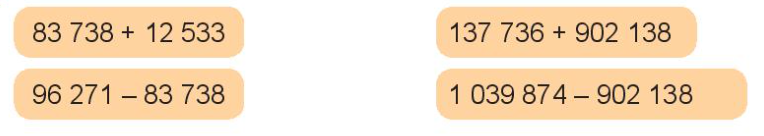 83 738 + 12 533
137 736 + 902 138
96 271 – 83 738
1 039 874 – 902 138